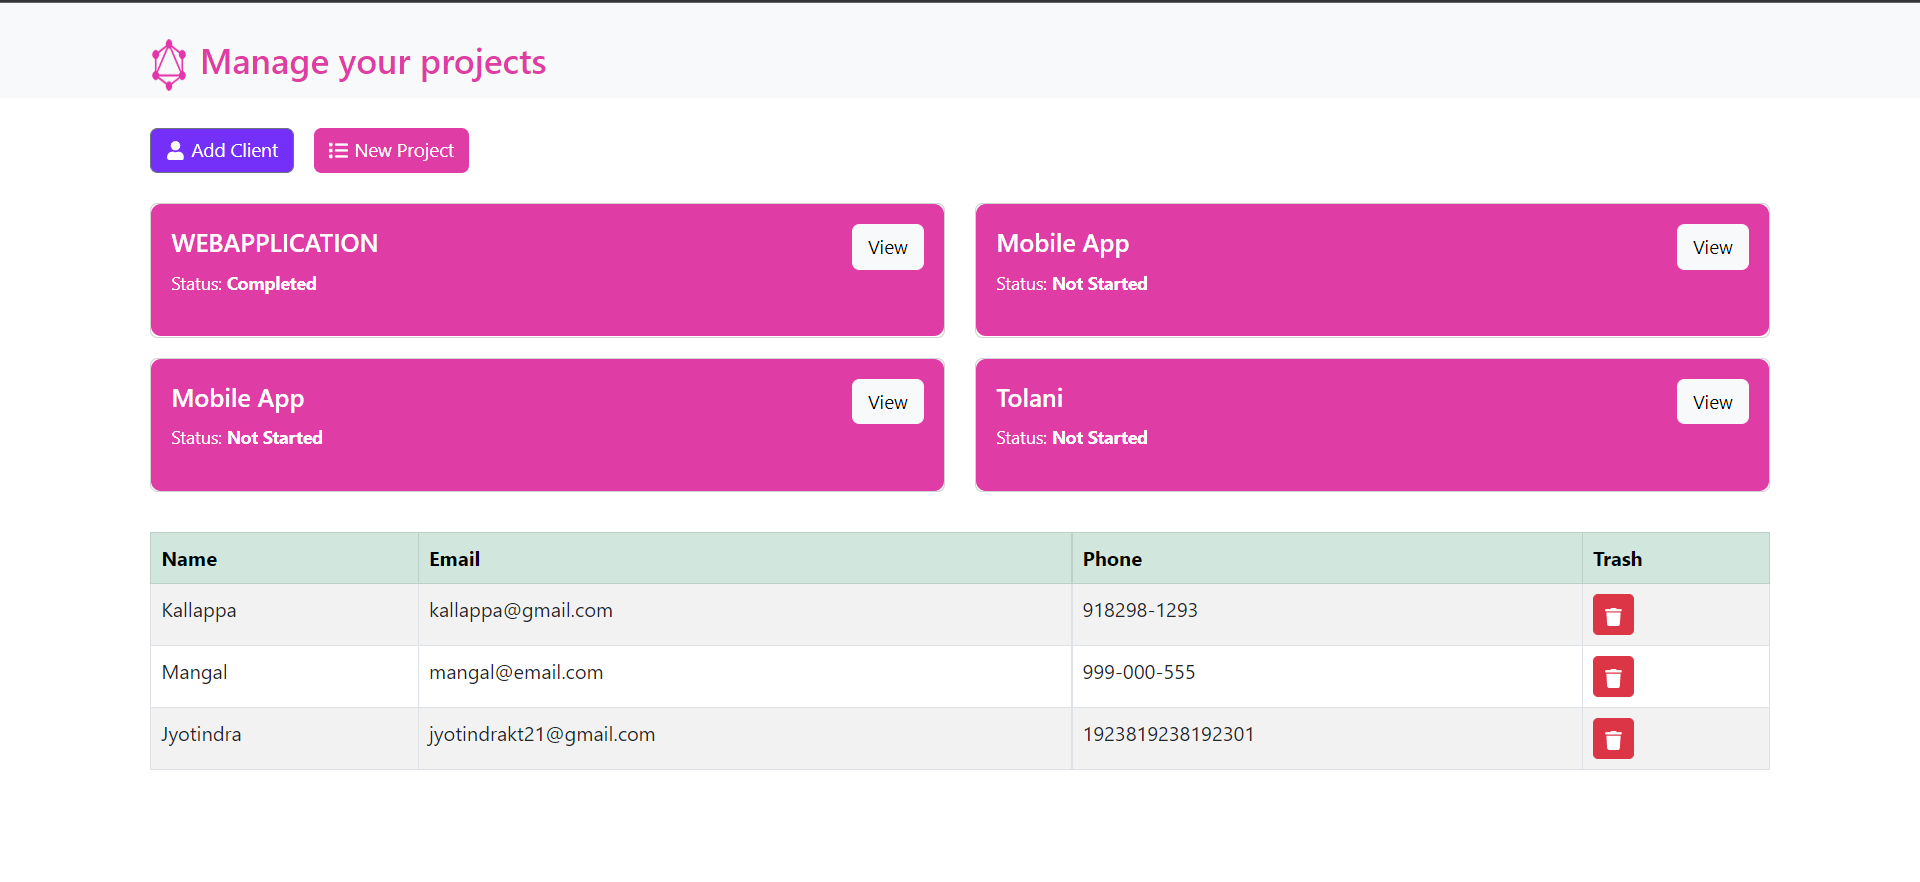 Manage your projects
Add Client New Project
WEBAPPLICATION View
Status: Completed
Mobile App View
Status: Not Started
Mobile App View
Status: Not Started
Tolani View
Status: Not Started
Name Email Phone Trash
Kallappa kallappa@gmail.com 918298-1293
Mangal mangal@email.com 999-000-555
Jyotindra jyotindrakt21@gmail.com 1923819238192301